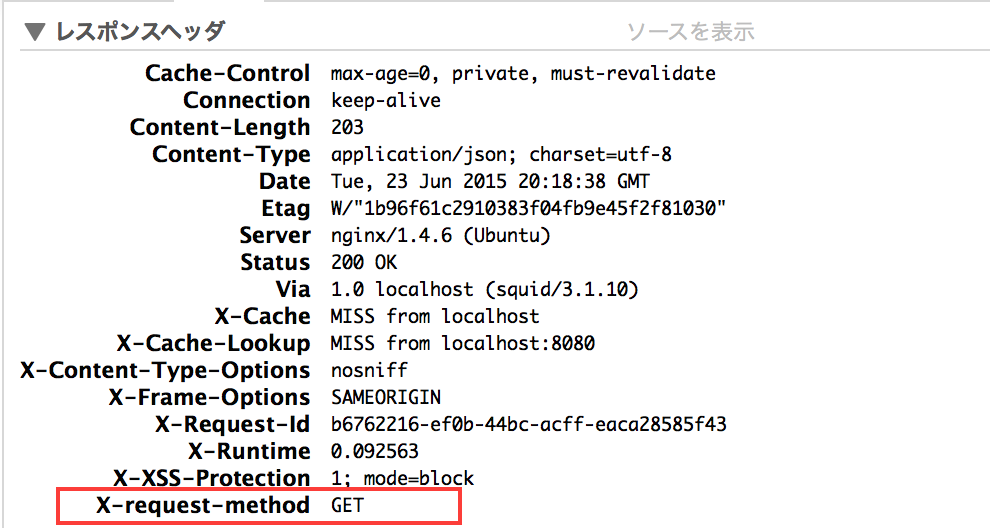 ▼ レスポンスヘッダ ソースを表示
Cache-Control max-age=0, private, must-revalidate
Connection keep-alive
Content-Length 203
Content-Type application/json; charset=utf-8
Date Tue, 23 Jun 2015 20:18:38 GMT
Etag W/"1b96f61c2910383f04fb9e45f2f81030"
Server nginx/1.4.6 (Ubuntu)
Status 200 OK
Via 1.0 localhost (squid/3.1.10)
X-Cache MISS from localhost
X-Cache-Lookup MISS from localhost:8080
X-Content-Type-Options nosniff
X-Frame-Options SAMEORIGIN
X-Request-Id b6762216-ef0b-44bc-acff-eaca28585f43
X-Runtime 0.092563
X-XSS-Protection 1; mode=block
X-request-method GET